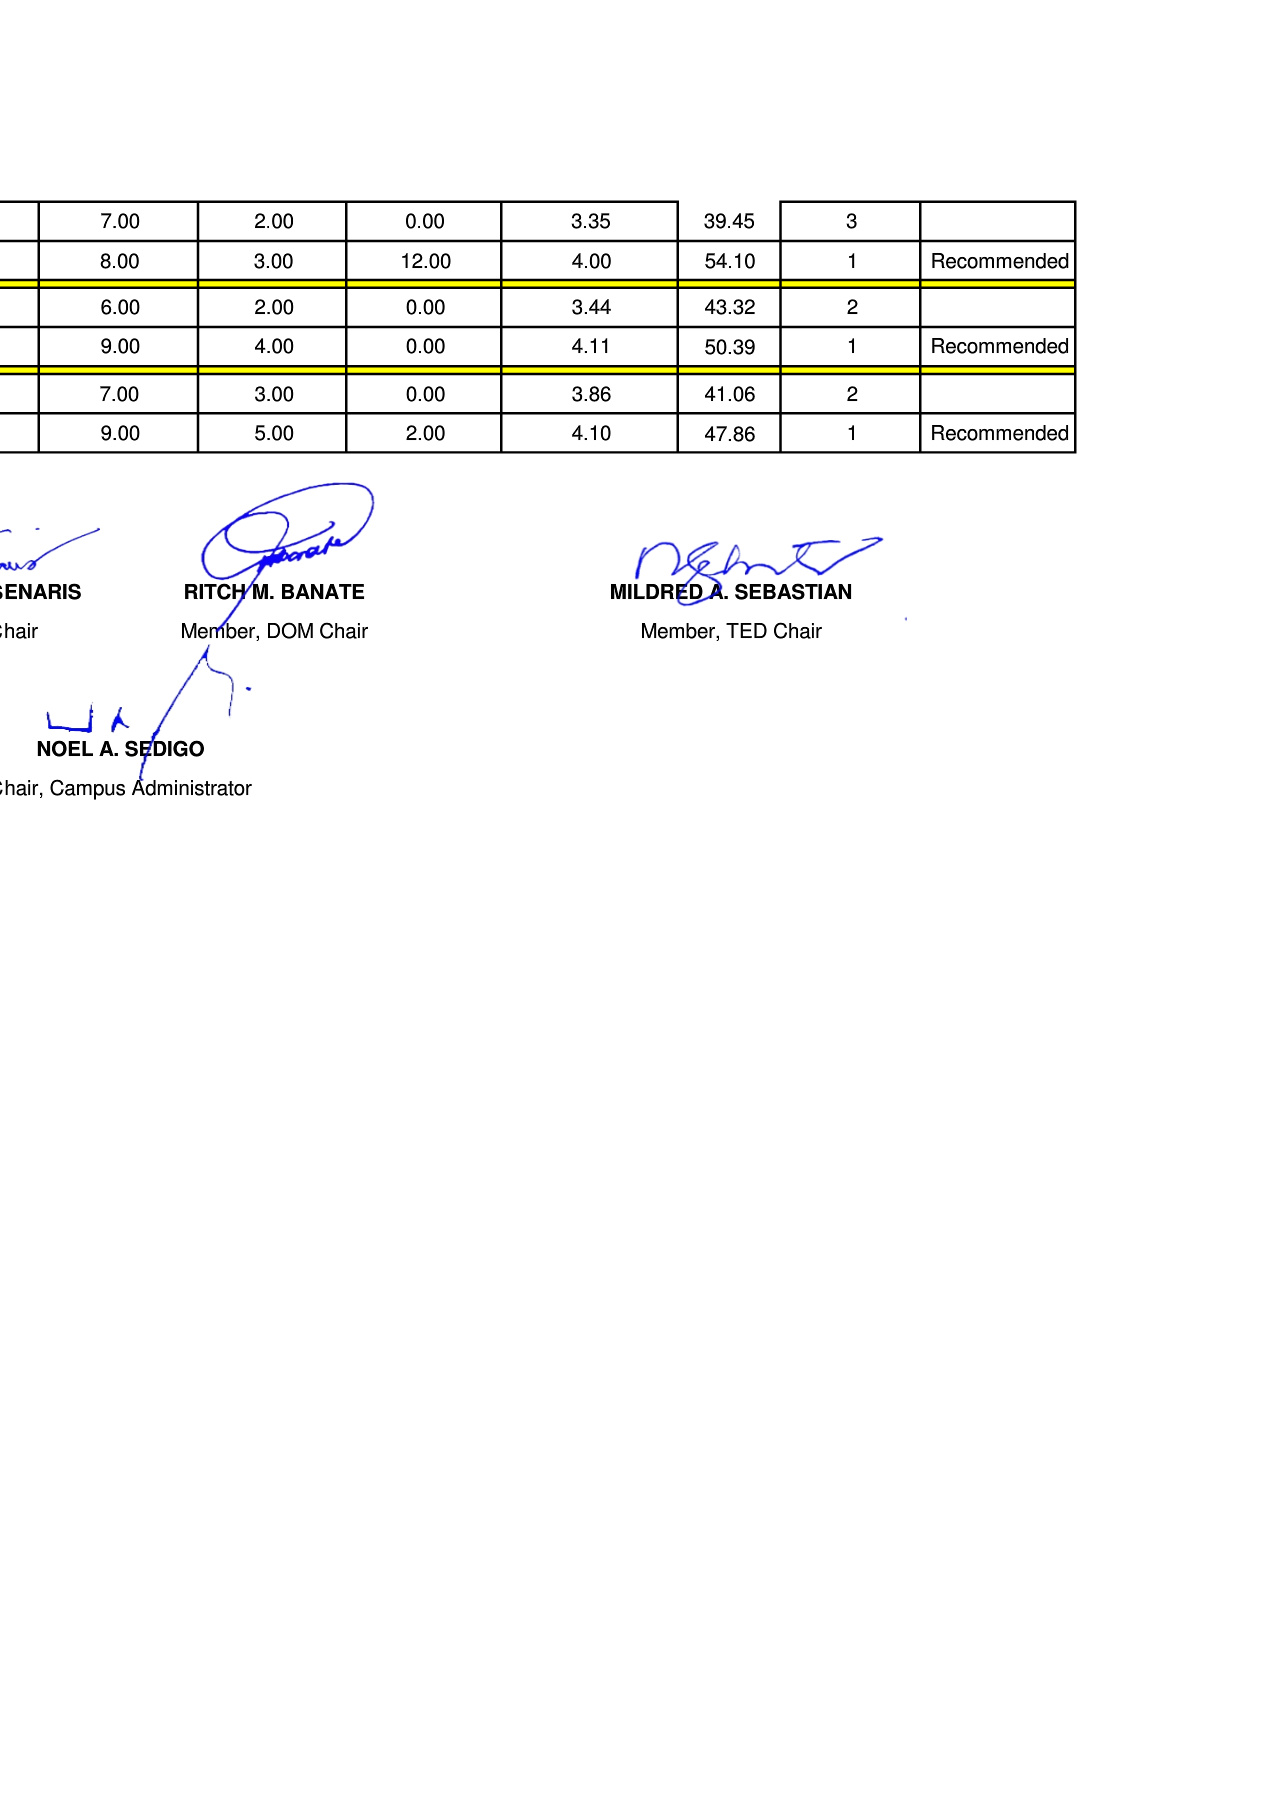 7.00 2.00 0.00 3.35 39.45 3
8.00 3.00 12.00 4.00 54.10 1 Recommended
6.00 2.00 0.00 3.44 43.32 2
9.00 4.00 0.00 4.11 50.39 1 Recommended
7.00 3.00 0.00 3.86 41.06 2
9.00 5.00 2.00 4.10 47.86 1 Recommended
SENARIS RITCH M. BANATE MILDRED A. SEBASTIAN
Chair Member, DOM Chair Member, TED Chair
NOEL A. SEDIGO
Chair, Campus Administrator